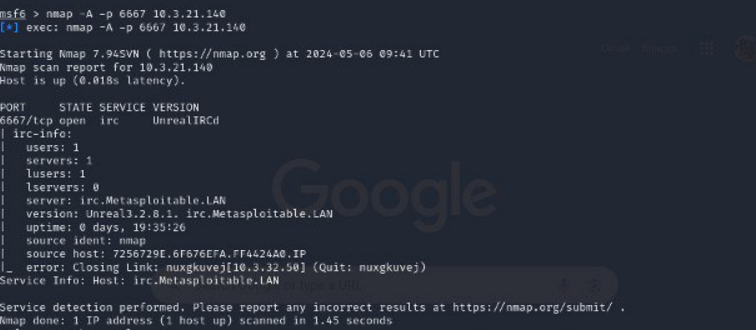 msf6 > nmap -A -p 6667 10.3.21.140
[*] exec: nmap -A -p 6667 10.3.21.140
Starting Nmap 7.94SVN ( https://nmap.org ) at 2024-05-06 09:41 UTC
Nmap scan report for 10.3.21.140
Host is up (0.018s latency).
PORT     STATE SERVICE VERSION
6667/tcp open  irc     UnrealIRCd
| irc-info:
|   users: 1
|   servers: 1
|   lusers: 1
|   lservers: 0
|   server: irc.Metasploitable.LAN
|   version: Unreal3.2.8.1. irc.Metasploitable.LAN
|   uptime: 0 days, 19:35:26
|   source ident: nmap
|   source host: 7256729E.6F676EFA.FF4424A0.IP
|_  error: Closing Link: nuxgkuvej[10.3.32.50] (Quit: nuxgkuvej)
Service Info: Host: irc.Metasploitable.LAN
Service detection performed. Please report any incorrect results at https://nmap.org/submit/ .
Nmap done: 1 IP address (1 host up) scanned in 1.45 seconds
Google
or type a URL